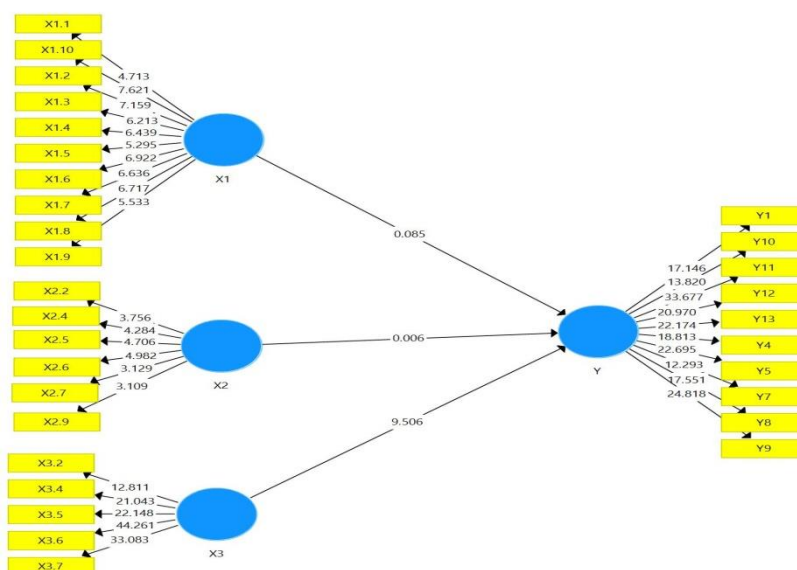 X1.1
X1.10
X1.2
X1.3
X1.4
X1.5
X1.6
X1.7
X1.8
X1.9
4.713
7.621
7.159
6.213
6.439
5.295
6.922
6.636
6.717
5.533
X1
0.085
X2.2
X2.4
X2.5
X2.6
X2.7
X2.9
3.756
4.284
4.706
4.982
3.129
3.109
X2
0.006
X3.2
X3.4
X3.5
X3.6
X3.7
12.811
21.043
22.148
44.261
33.083
X3
9.506
Y
17.146
13.820
33.677
20.970
22.174
18.813
22.695
12.293
17.551
24.818
Y1
Y10
Y11
Y12
Y13
Y4
Y5
Y7
Y8
Y9